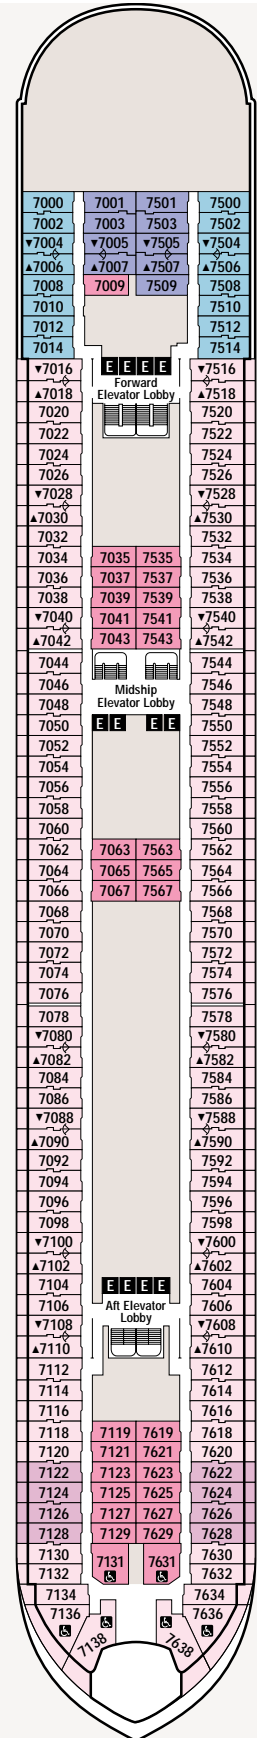 7000 7001 7501 7500
7002 7003 7503 7502
▼7004 ▼7005 ▼7505 ▼7504
▲7006 ▲7007 ▲7507 ▲7506
7008 7009 7509 7508
7010 7510
7012 7512
7014 7514
▼7016 E E E E ▼7516
Forward
▲7018 Elevator Lobby ▲7518
7020 7520
7022 7522
7024 7524
7026 7526
▼7028 ▼7528
▲7030 ▲7530
7032 7532
7034 7035 7535 7534
7036 7037 7537 7536
7038 7039 7539 7538
▼7040 7041 7541 ▼7540
▲7042 7043 7543 ▲7542
7044 7544
7046 Midship 7546
7048 Elevator Lobby 7548
7050 E E E E 7550
7052 7552
7054 7554
7056 7556
7058 7558
7060 7560
7062 7063 7563 7562
7064 7065 7565 7564
7066 7067 7567 7566
7068 7568
7070 7570
7072 7572
7074 7574
7076 7576
7078 7578
▼7080 ▼7580
▲7082 ▲7582
7084 7584
7086 7586
▼7088 ▼7588
▲7090 ▲7590
7092 7592
7094 7594
7096 7596
7098 7598
▼7100 ▼7600
▲7102 ▲7602
7104 E E E E 7604
7106 Aft Elevator 7606
▼7108 Lobby ▼7608
▲7110 ▲7610
7112 7612
7114 7614
7116 7616
7118 7119 7619 7618
7120 7121 7621 7620
7122 7123 7623 7622
7124 7125 7625 7624
7126 7127 7627 7626
7128 7129 7629 7628
7130 7131 7631 7630
7132 7632
7134 7634
7136 7636
7138 7638